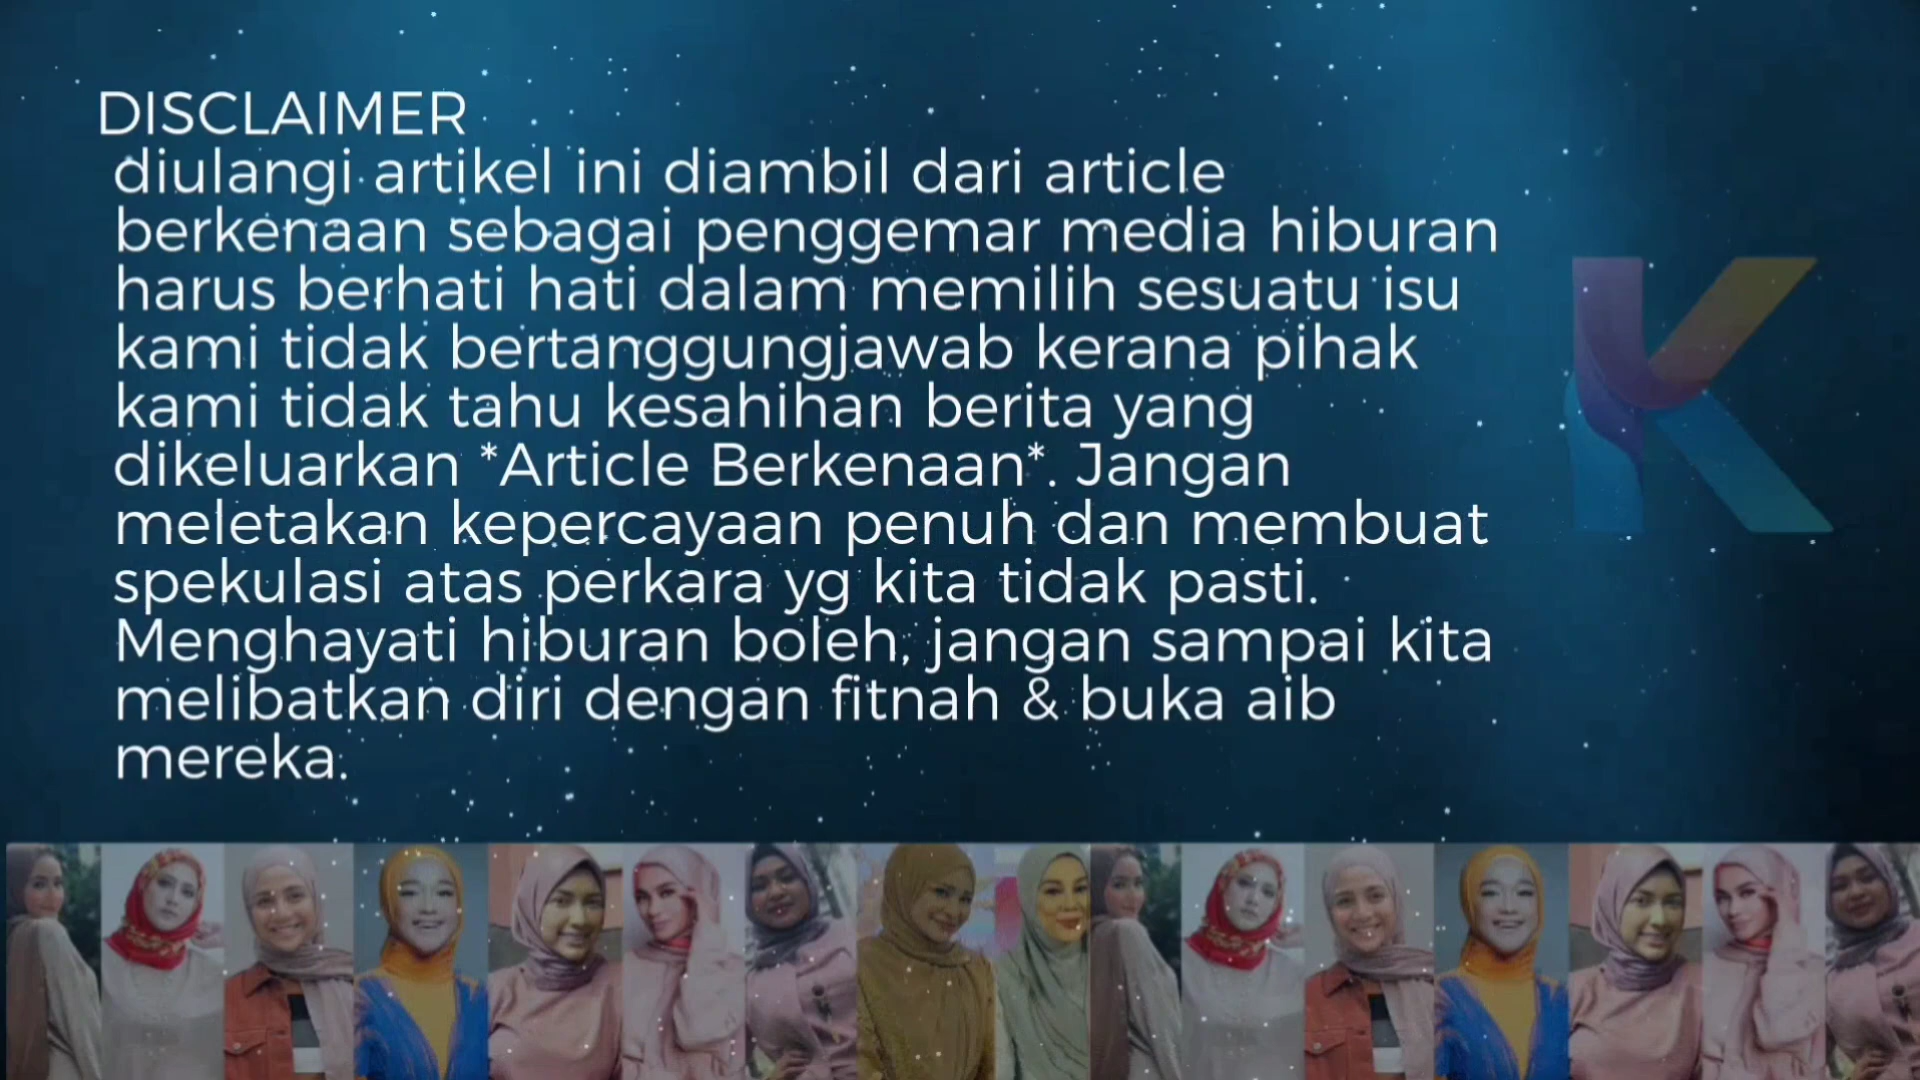 DISCLAIMER
diulangi artikel ini diambil dari article
berkenaan sebagai penggemar media hiburan
harus berhati hati dalam memilih sesuatu isu
kami tidak bertanggungjawab kerana pihak
kami tidak tahu kesahihan berita yang
dikeluarkan *Article Berkenaan*. Jangan
meletakan kepercayaan penuh dan membuat
spekulasi atas perkara yg kita tidak pasti.
Menghayati hiburan boleh, jangan sampai kita
melibatkan diri dengan fitnah & buka aib
mereka.
K